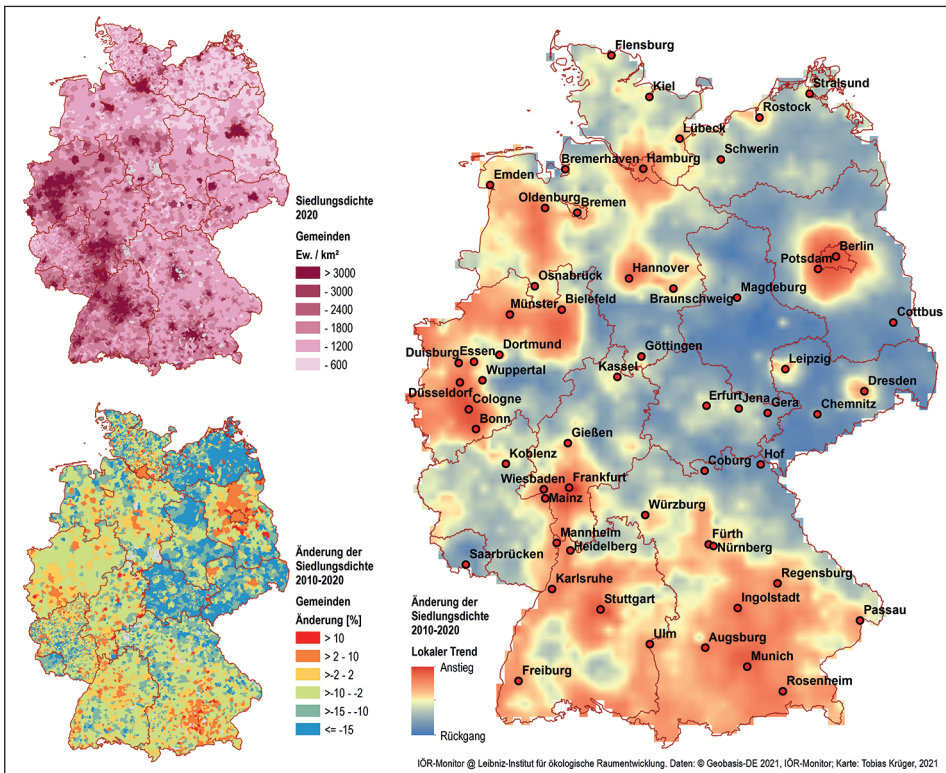 Siedlungsdichte
2020
Gemeinden
Ew. / km²
> 3000
- 3000
- 2400
- 1800
- 1200
- 600
Änderung der
Siedlungsdichte
2010-2020
Gemeinden
Änderung [%]
> 10
> 2 - 10
>-2 - 2
>-10 - -2
>-15 - -10
<= -15
Flensburg
Kiel
Stralsund
Rostock
Lübeck
Schwerin
Bremerhaven
Hamburg
Emden
Oldenburg
Bremen
Berlin
Potsdam
Hannover
Osnabrück
Braunschweig
Magdeburg
Münster
Bielefeld
Cottbus
Dortmund
Göttingen
Duisburg
Essen
Kassel
Leipzig
Wuppertal
Düsseldorf
Dresden
Cologne
Erfurt
Jena
Gera
Chemnitz
Bonn
Gießen
Koblenz
Coburg
Hof
Wiesbaden
Frankfurt
Mainz
Würzburg
Mannheim
Fürth
Heidelberg
Nürnberg
Saarbrücken
Karlsruhe
Regensburg
Stuttgart
Ingolstadt
Passau
Ulm
Augsburg
Freiburg
Munich
Rosenheim
Änderung der
Siedlungsdichte
2010-2020
Lokaler Trend
Anstieg
Rückgang
IÖR-Monitor @ Leibniz-Institut für ökologische Raumentwicklung. Daten: © Geobasis-DE 2021, IÖR-Monitor; Karte: Tobias Krüger, 2021